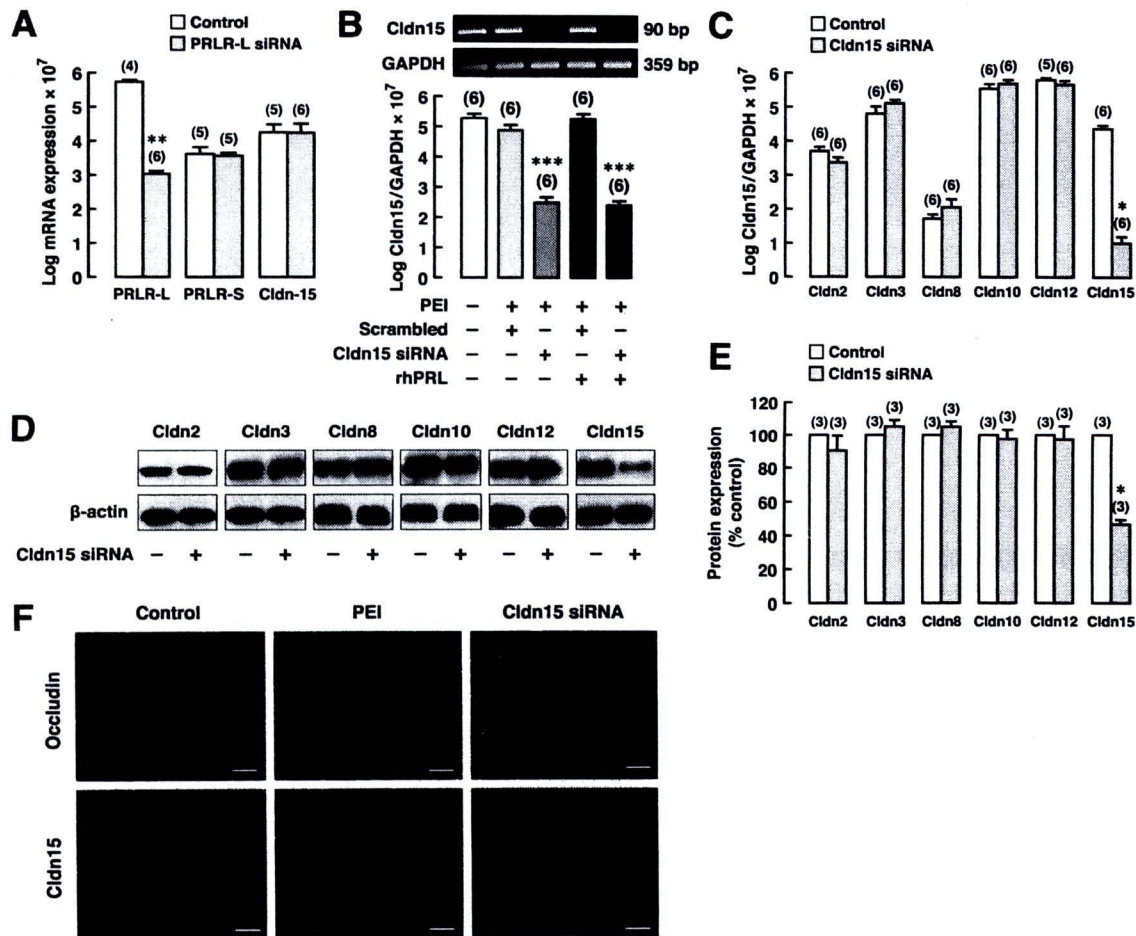 A
Control
PRLR-L siRNA
Log mRNA expression × 10⁷
6
5
4
3
2
1
0
(4)
**
(6)
(5)
(5)
(5)
(6)
PRLR-L
PRLR-S
Cldn-15
B
Cldn15
90 bp
GAPDH
359 bp
Log Cldn15/GAPDH × 10⁷
6
5
4
3
2
1
0
(6)
(6)
***
(6)
(6)
***
(6)
PEI − + + + +
Scrambled − + − + −
Cldn15 siRNA − − + − +
rhPRL − − − + +
C
Control
Cldn15 siRNA
Log Cldn15/GAPDH × 10⁷
6
5
4
3
2
1
0
(6) (6)
(6) (6)
(6) (6)
(6) (6)
(5) (6)
(6)
*
(6)
Cldn2 Cldn3 Cldn8 Cldn10 Cldn12 Cldn15
D
Cldn2 Cldn3 Cldn8 Cldn10 Cldn12 Cldn15
β-actin
Cldn15 siRNA − + − + − + − + − + − +
E
Control
Cldn15 siRNA
Protein expression
(% control)
120
100
80
60
40
20
0
(3) (3)
(3) (3)
(3) (3)
(3) (3)
(3) (3)
(3)
*
(3)
Cldn2 Cldn3 Cldn8 Cldn10 Cldn12 Cldn15
F
Control PEI Cldn15 siRNA
Occludin
Cldn15